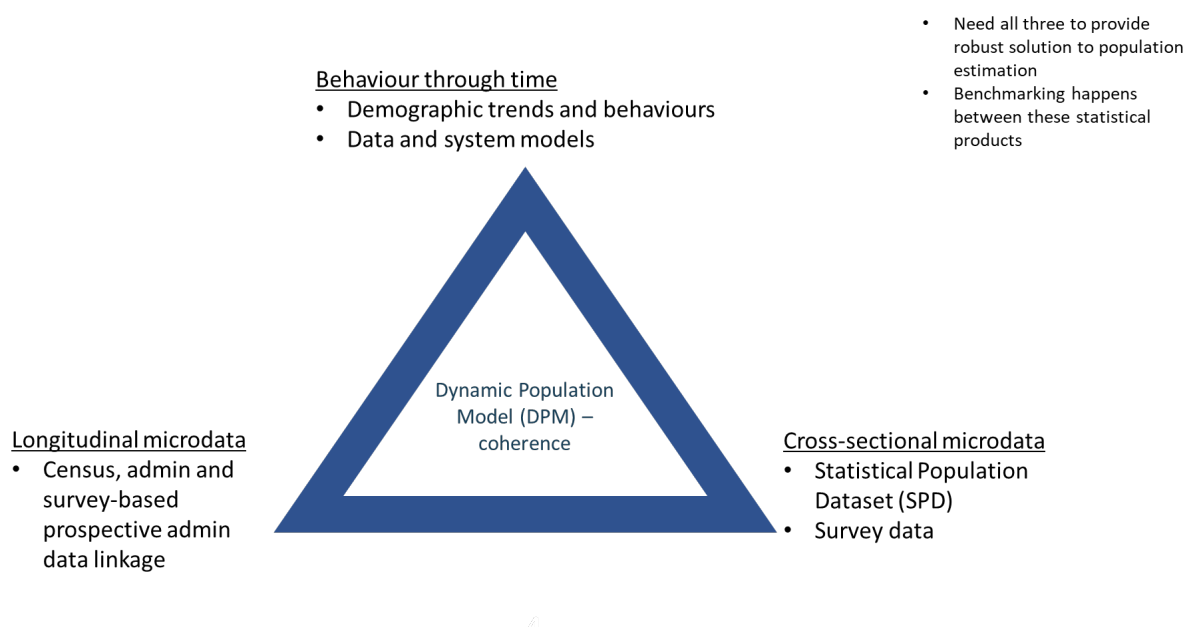 • Need all three to provide
robust solution to population
estimation
• Benchmarking happens
between these statistical
products
Behaviour through time
• Demographic trends and behaviours
• Data and system models
Dynamic Population
Model (DPM) –
coherence
Longitudinal microdata
• Census, admin and
survey-based
prospective admin
data linkage
Cross-sectional microdata
• Statistical Population
Dataset (SPD)
• Survey data